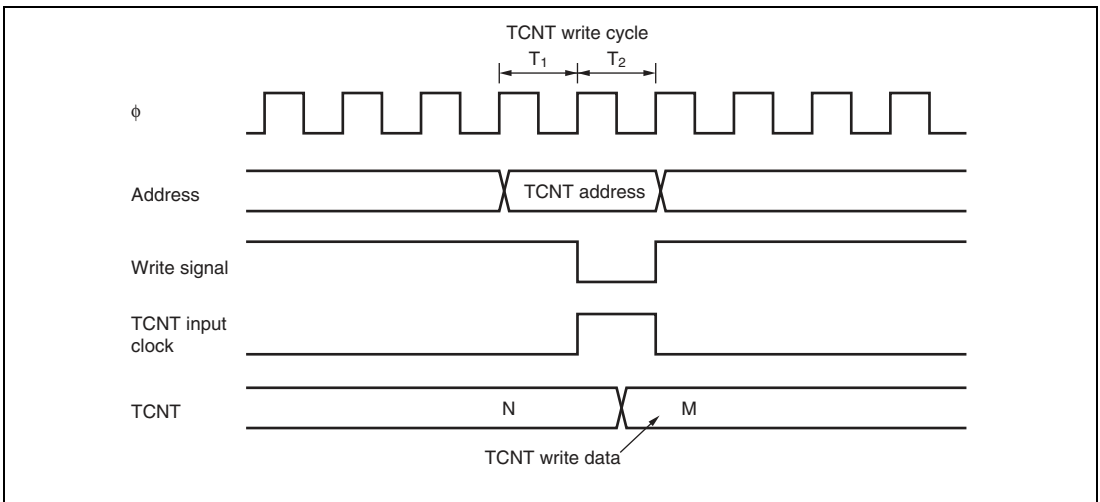 TCNT write cycle
T1 T2
ϕ
Address
TCNT address
Write signal
TCNT input
clock
TCNT
N
M
TCNT write data